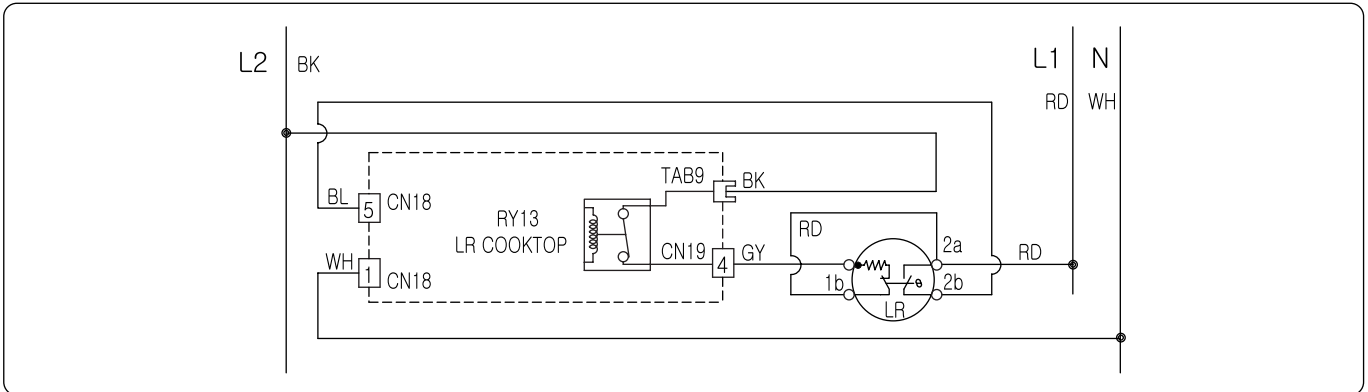 L2 BK
L1 N
RD WH
TAB9 BK
BL 5 CN18
RY13
LR COOKTOP
RD
2a
CN19 4 GY
RD
WH 1 CN18
1b
θ
2b
LR